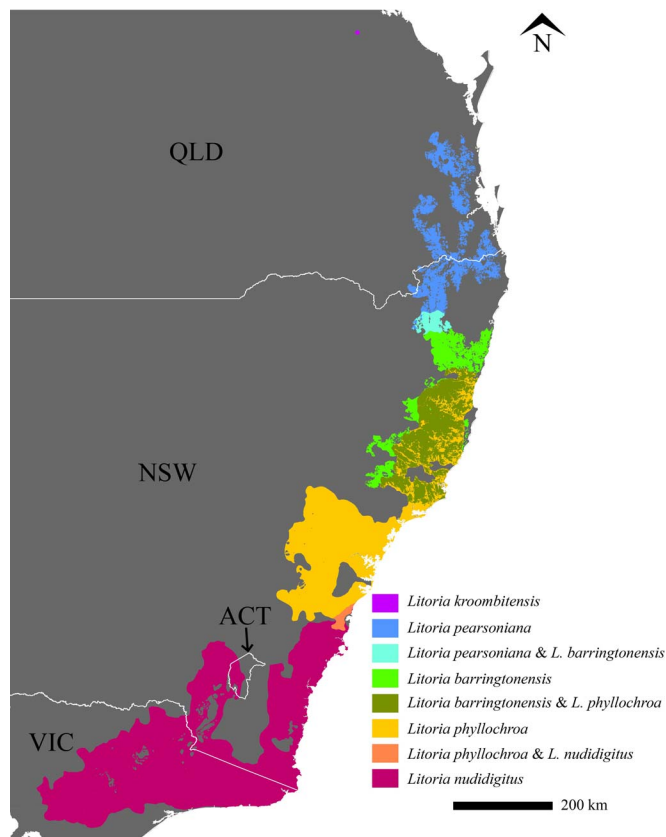 N
QLD
NSW
ACT
VIC
Litoria kroombitensis
Litoria pearsoniana
Litoria pearsoniana & L. barringtonensis
Litoria barringtonensis
Litoria barringtonensis & L. phyllochroa
Litoria phyllochroa
Litoria phyllochroa & L. nudidigitus
Litoria nudidigitus
200 km